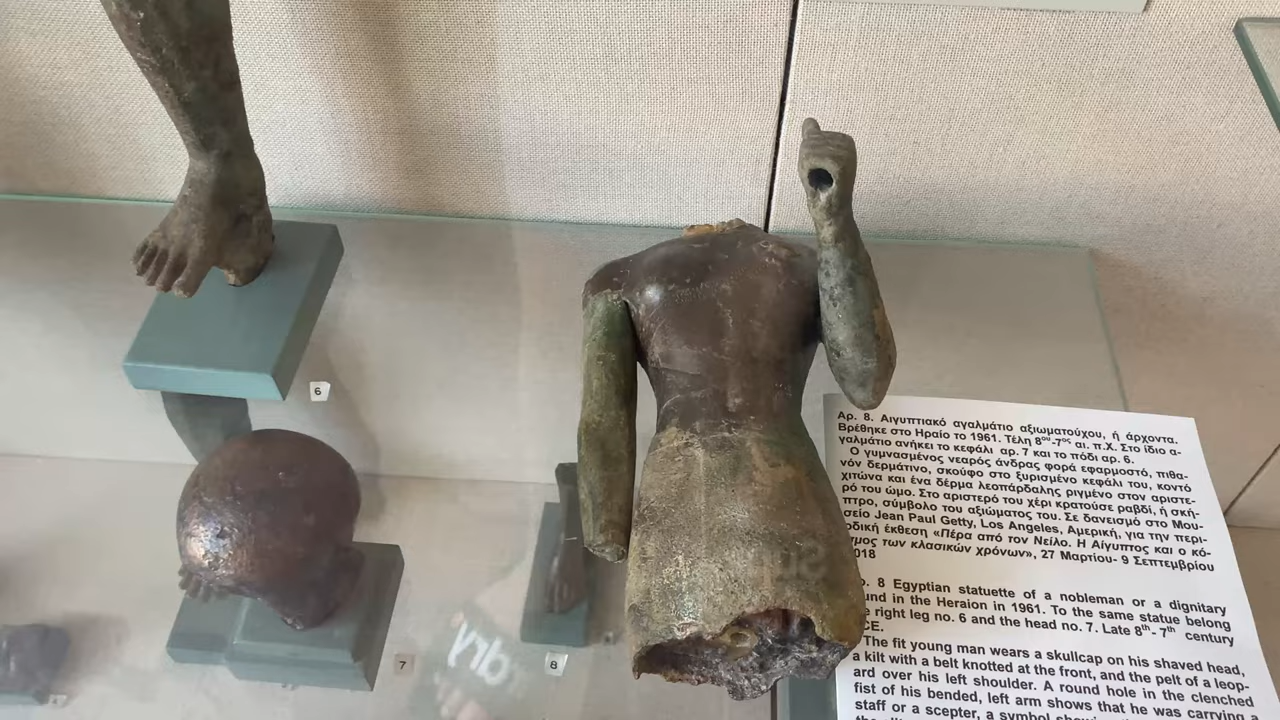 6
7
8
Αρ. 8. Αιγυπτιακό αγαλμάτιο αξιωματούχου, ή άρχοντα.
Βρέθηκε στο Ηραίο το 1961. Τέλη 8ου-7ος αι. π.Χ. Στο ίδιο α-
γαλμάτιο ανήκει το κεφάλι αρ. 7 και το πόδι αρ. 6.
Ο γυμνασμένος νεαρός άνδρας φορά εφαρμοστό, πιθα-
νόν δερμάτινο, σκούφο στο ξυρισμένο κεφάλι του, κοντό
χιτώνα και ένα δέρμα λεοπάρδαλης ριγμένο στον αριστε-
ρό του ώμο. Στο αριστερό του χέρι κρατούσε ραβδί, ή σκή-
πτρο, σύμβολο του αξιώματος του. Σε δανεισμό στο Μου-
σείο Jean Paul Getty, Los Angeles, Αμερική, για την περι-
οδική έκθεση «Πέρα από τον Νείλο. Η Αίγυπτος και ο κό-
σμος των κλασικών χρόνων», 27 Μαρτίου- 9 Σεπτεμβρίου
018
8 Egyptian statuette of a nobleman or a dignitary
und in the Heraion in 1961. To the same statue belong
e right leg no. 6 and the head no. 7. Late 8th- 7th century
CE.
The fit young man wears a skullcap on his shaved head,
a kilt with a belt knotted at the front, and the pelt of a leop-
ard over his left shoulder. A round hole in the clenched
fist of his bended, left arm shows that he was carrying a
staff or a scepter, a symbol